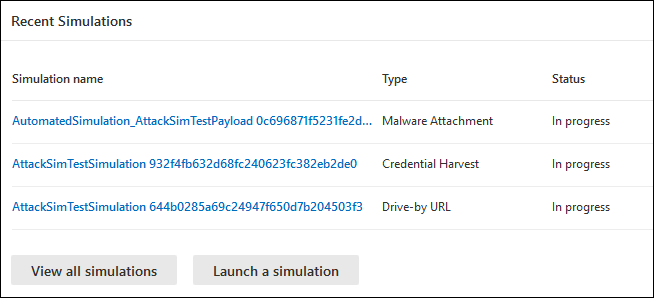 Recent Simulations
Simulation name Type Status
AutomatedSimulation_AttackSimTestPayload 0c696871f5231fe2d... Malware Attachment In progress
AttackSimTestSimulation 932f4fb632d68fc240623fc382eb2de0 Credential Harvest In progress
AttackSimTestSimulation 644b0285a69c24947f650d7b204503f3 Drive-by URL In progress
View all simulations Launch a simulation